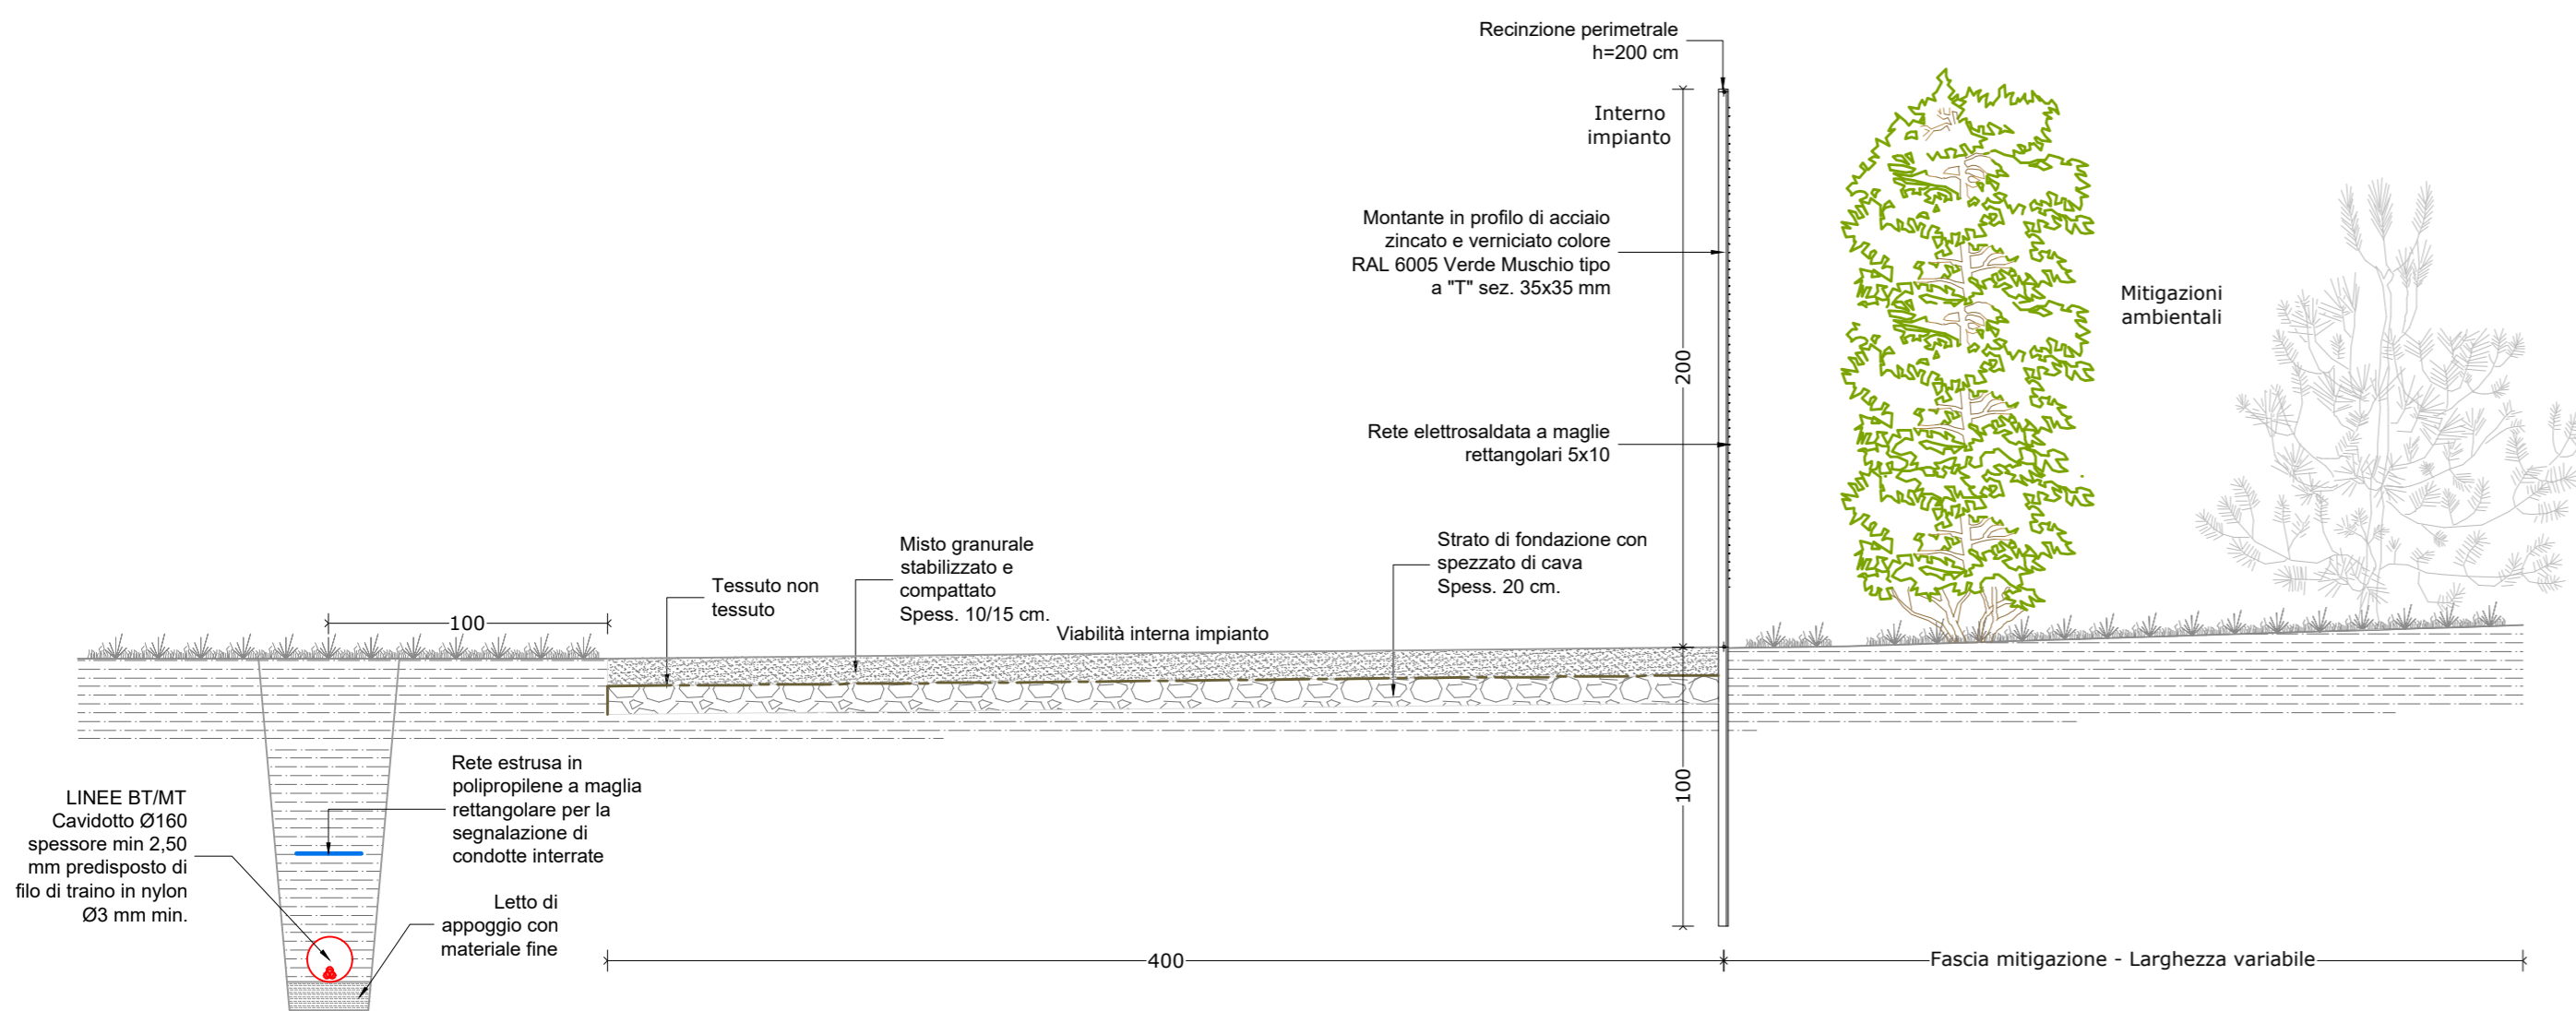 Recinzione perimetrale
h=200 cm
Interno
impianto
Montante in profilo di acciaio
zincato e verniciato colore
RAL 6005 Verde Muschio tipo
a "T" sez. 35x35 mm
Mitigazioni
ambientali
200
Rete elettrosaldata a maglie
rettangolari 5x10
Strato di fondazione con
spezzato di cava
Spess. 20 cm.
Misto granurale
stabilizzato e
compattato
Spess. 10/15 cm.
Tessuto non
tessuto
100
Viabilità interna impianto
Rete estrusa in
polipropilene a maglia
rettangolare per la
segnalazione di
condotte interrate
LINEE BT/MT
Cavidotto Ø160
spessore min 2,50
mm predisposto di
filo di traino in nylon
Ø3 mm min.
Letto di
appoggio con
materiale fine
100
400
Fascia mitigazione - Larghezza variabile